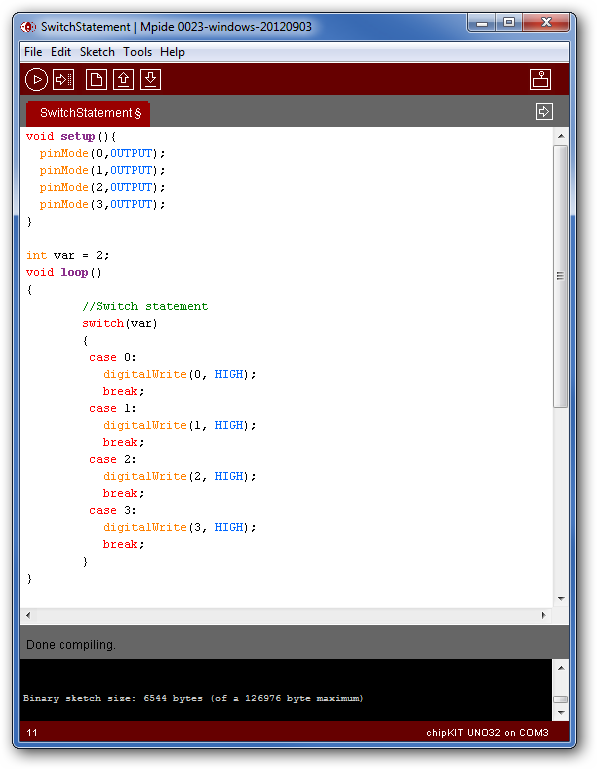 SwitchStatement | Mpide 0023-windows-20120903
File Edit Sketch Tools Help
SwitchStatement §
void setup(){
  pinMode(0,OUTPUT);
  pinMode(1,OUTPUT);
  pinMode(2,OUTPUT);
  pinMode(3,OUTPUT);
}
int var = 2;
void loop()
{
        //Switch statement
        switch(var)
        {
         case 0:
           digitalWrite(0, HIGH);
           break;
         case 1:
           digitalWrite(1, HIGH);
           break;
         case 2:
           digitalWrite(2, HIGH);
           break;
         case 3:
           digitalWrite(3, HIGH);
           break;
        }
}
Done compiling.
Binary sketch size: 6544 bytes (of a 126976 byte maximum)
11 chipKIT UNO32 on COM3